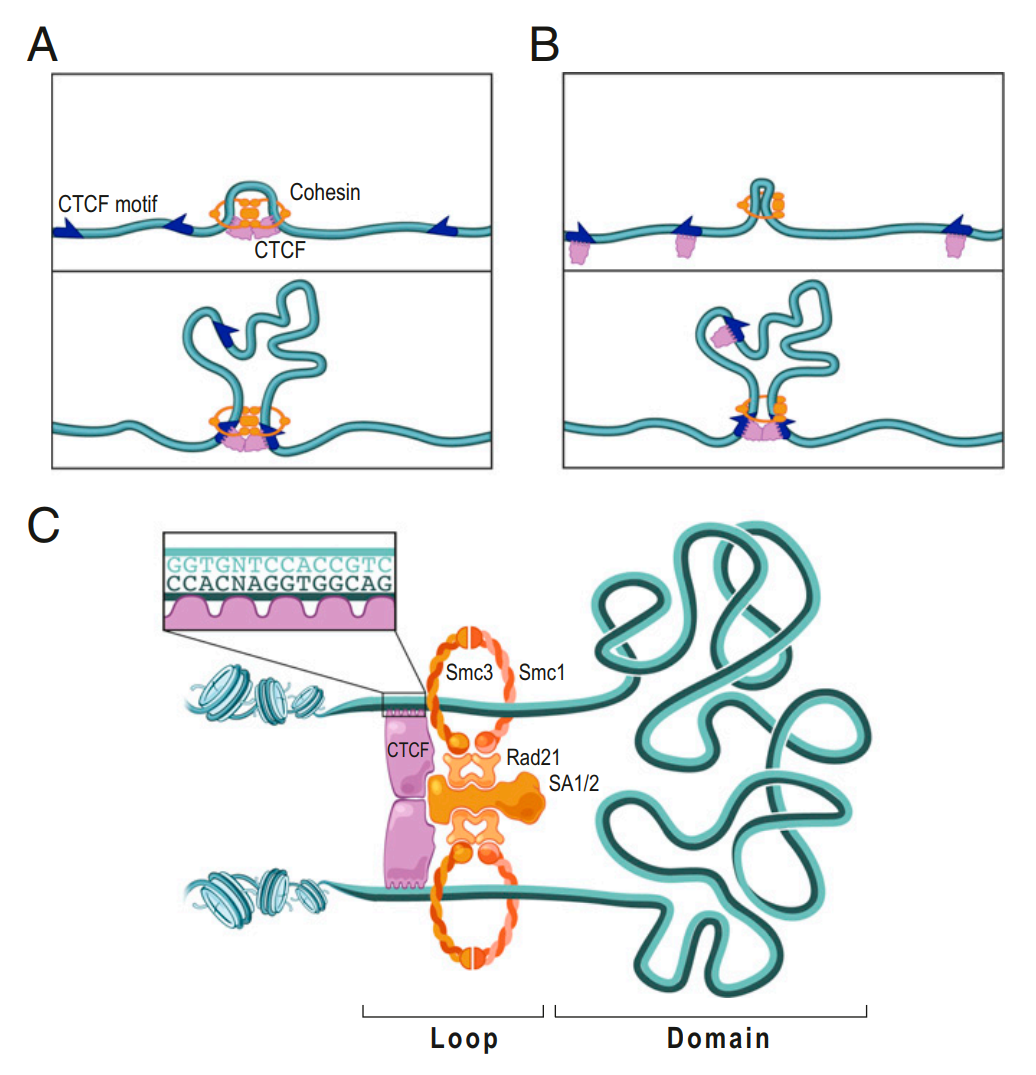 A
B
CTCF motif
Cohesin
CTCF
C
GGTGNTCCACCGTC
CCACNAGGTGGCAG
Smc3
Smc1
CTCF
Rad21
SA1/2
Loop
Domain